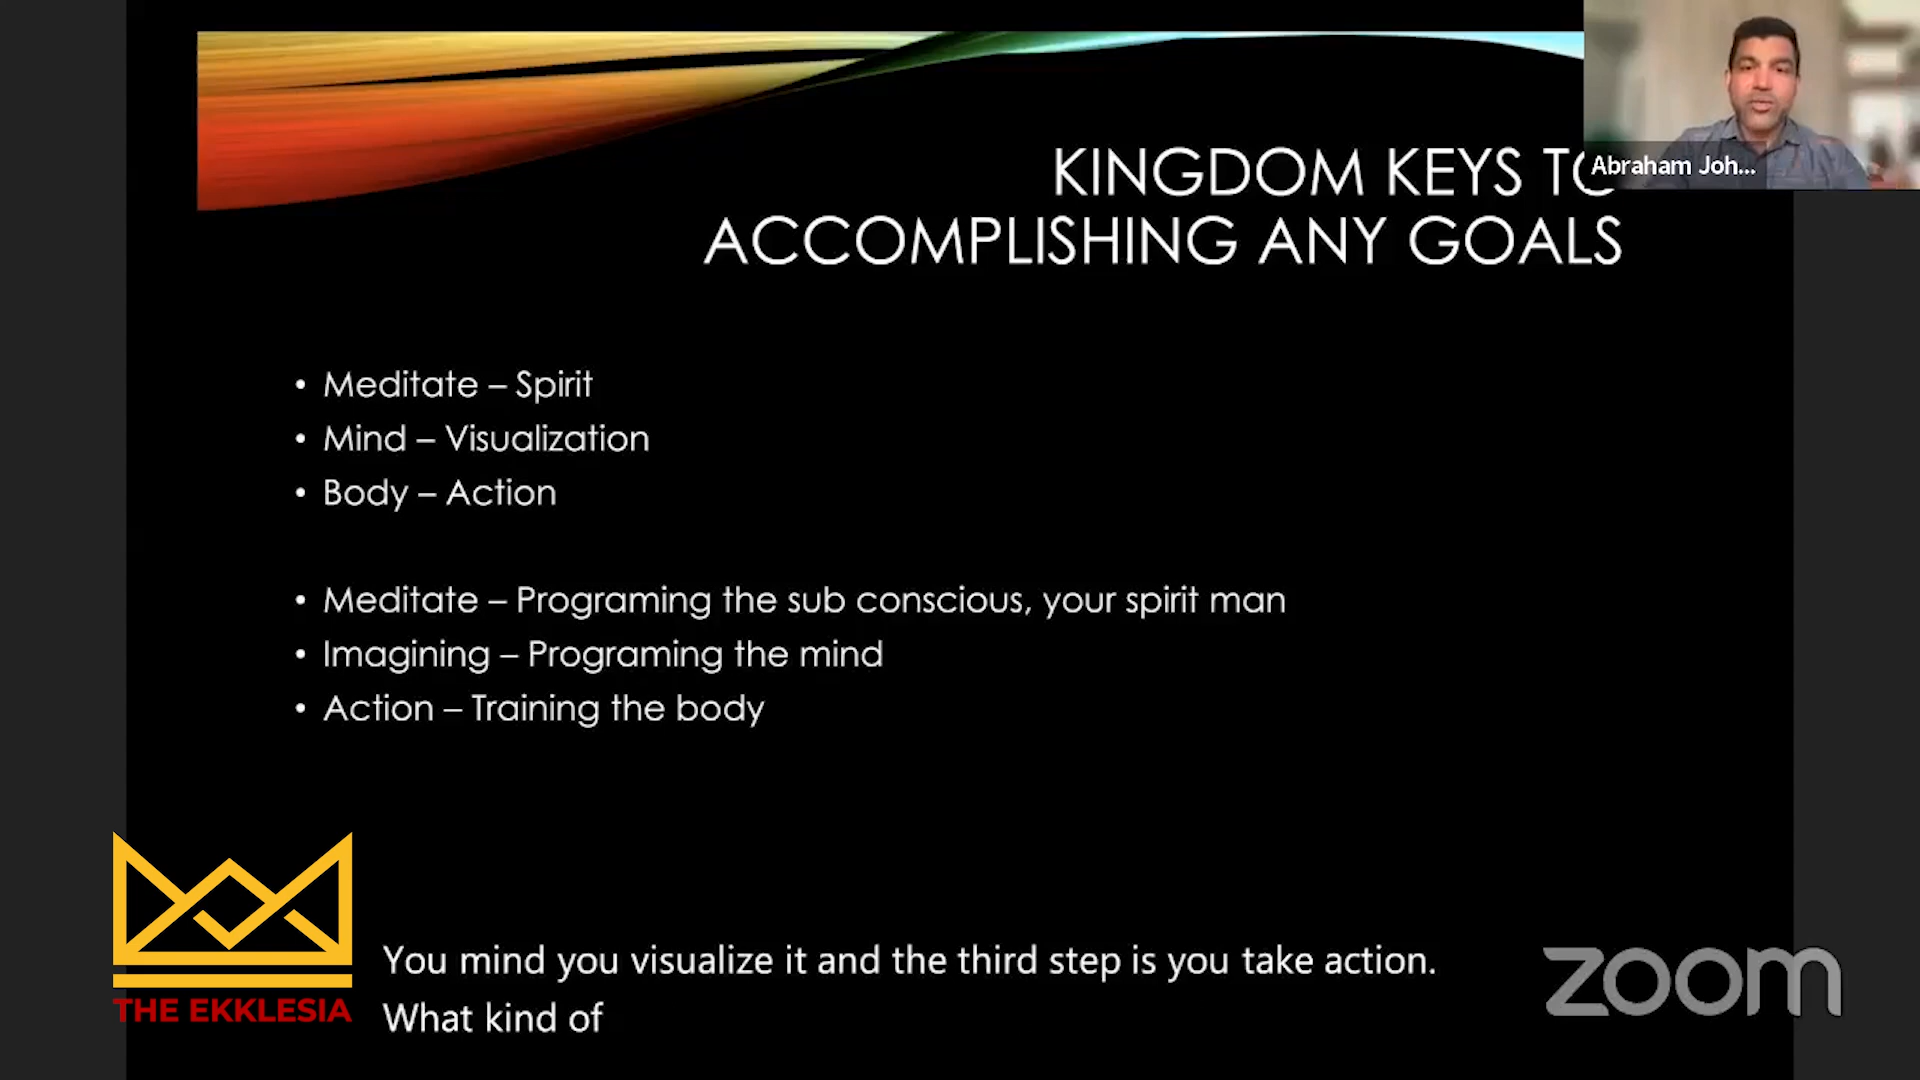 KINGDOM KEYS TO
ACCOMPLISHING ANY GOALS
Abraham Joh...
• Meditate – Spirit
• Mind – Visualization
• Body – Action
• Meditate – Programing the sub conscious, your spirit man
• Imagining – Programing the mind
• Action – Training the body
THE EKKLESIA
You mind you visualize it and the third step is you take action.
What kind of
zoom